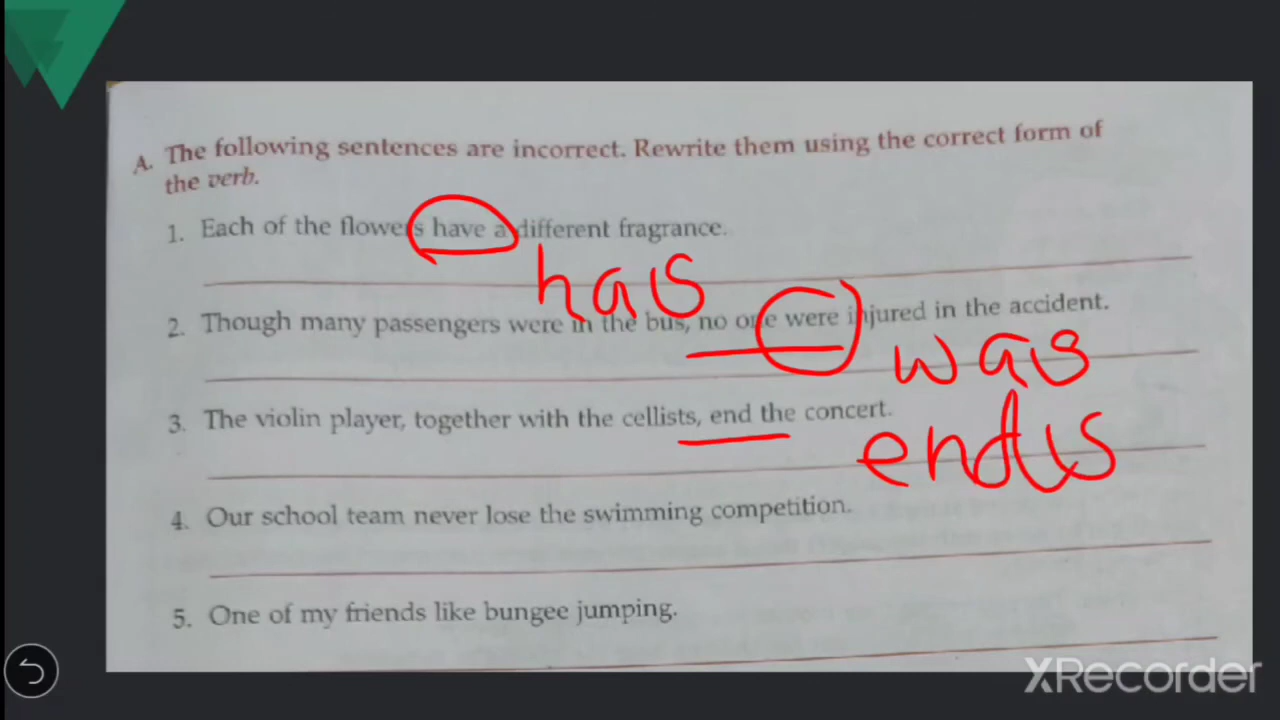 A. The following sentences are incorrect. Rewrite them using the correct form of
the verb.
1. Each of the flowers have a different fragrance.
has
2. Though many passengers were in the bus, no one were injured in the accident.
was
3. The violin player, together with the cellists, end the concert.
ends
4. Our school team never lose the swimming competition.
5. One of my friends like bungee jumping.
XRecorder